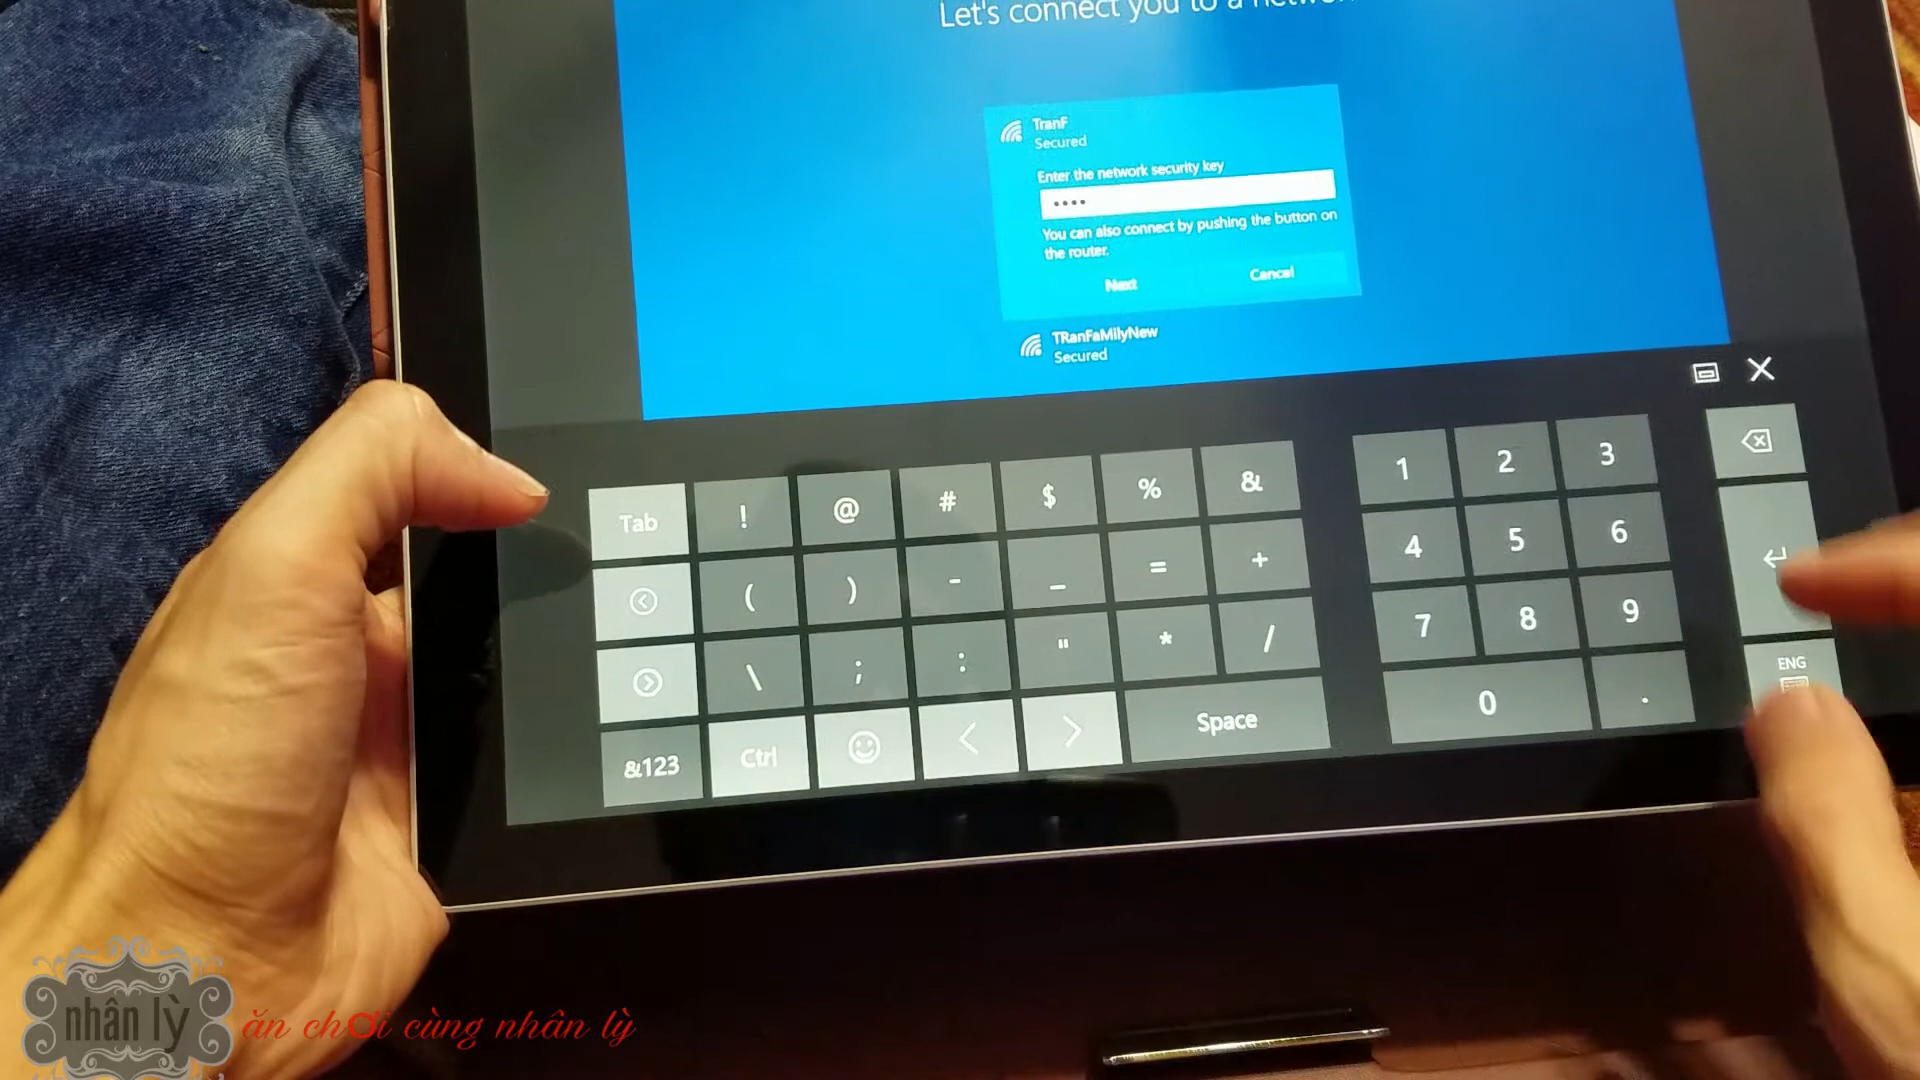 Let's connect you to a
TranF
Secured
Enter the network security key
••••
You can also connect by pushing the button on
the router.
Next Cancel
TRanFaMilyNew
Secured
Tab ! @ # $ % & 1 2 3
( ) - _ = + 4 5 6
\ ; : " * / 7 8 9
&123 Ctrl < > Space 0 .
ENG
nhân lỳ
ăn chơi cùng nhân lỳ